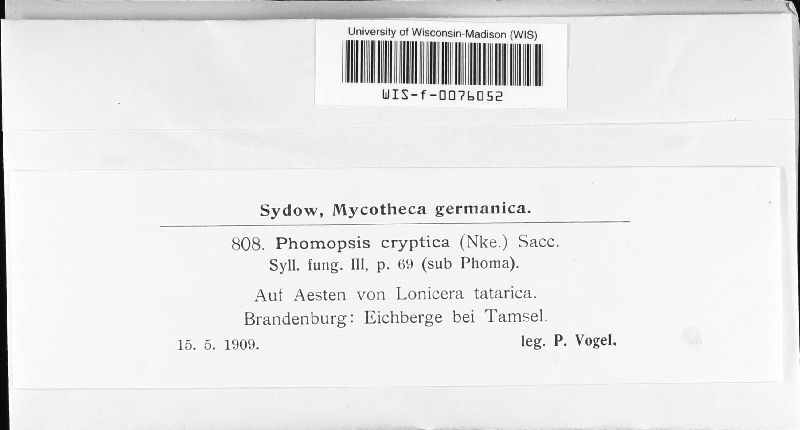 University of Wisconsin-Madison (WIS)
WIS-f-0076052
Sydow, Mycotheca germanica.
808. Phomopsis cryptica (Nke.) Sacc.
Syll. fung. III, p. 69 (sub Phoma).
Auf Aesten von Lonicera tatarica.
Brandenburg: Eichberge bei Tamsel.
15. 5. 1909. leg. P. Vogel.